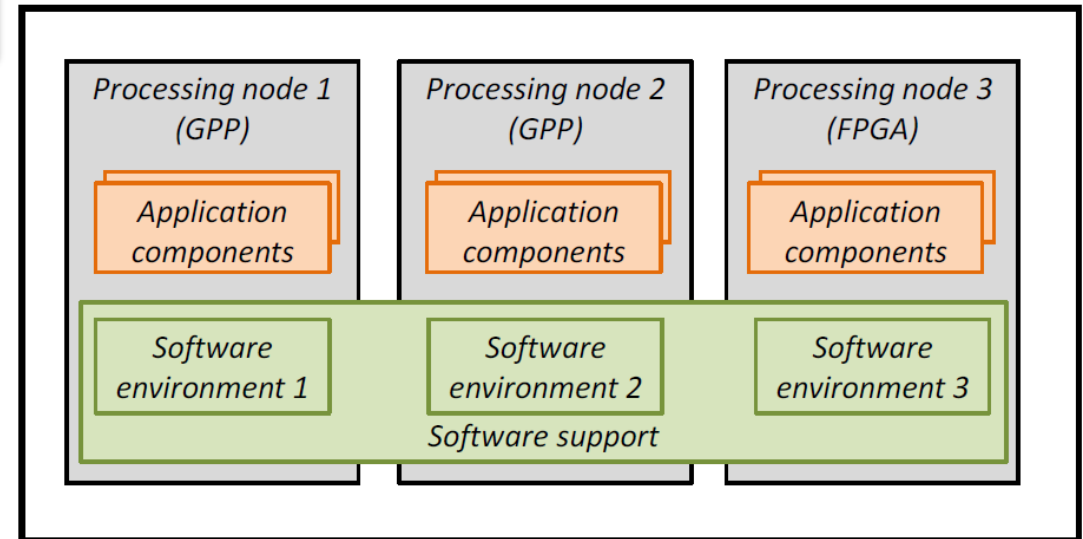 Processing node 1
(GPP)
Application
components
Software
environment 1
Processing node 2
(GPP)
Application
components
Software
environment 2
Processing node 3
(FPGA)
Application
components
Software
environment 3
Software support